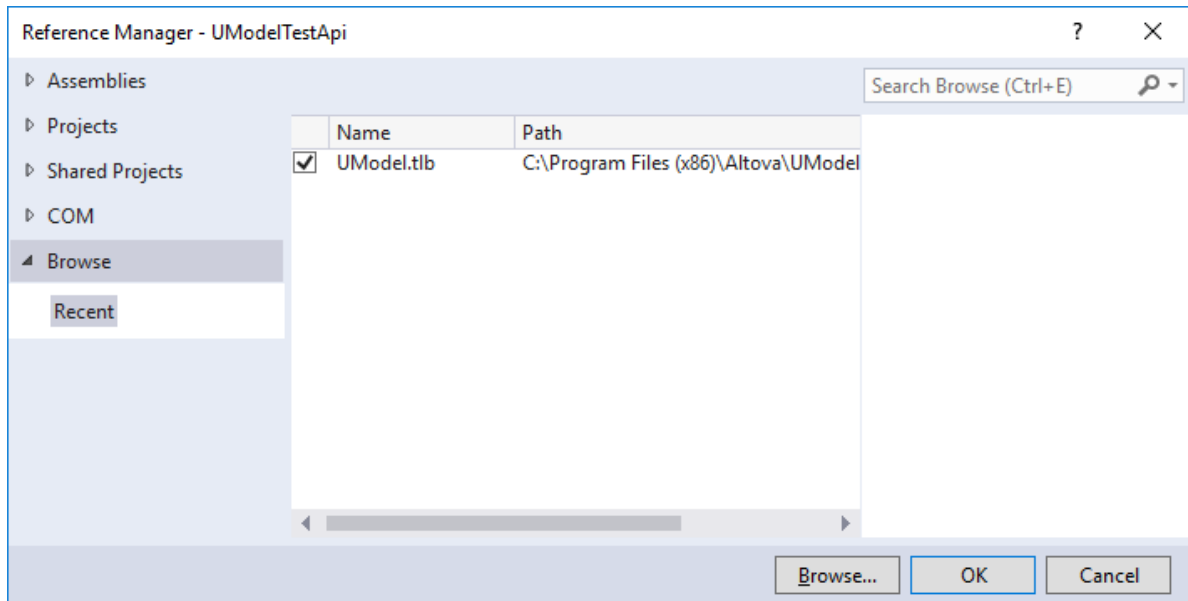 Reference Manager - UModelTestApi
?
Assemblies
Search Browse (Ctrl+E)
Projects
Name Path
UModel.tlb C:\Program Files (x86)\Altova\UModel
Shared Projects
COM
Browse
Recent
Browse... OK Cancel